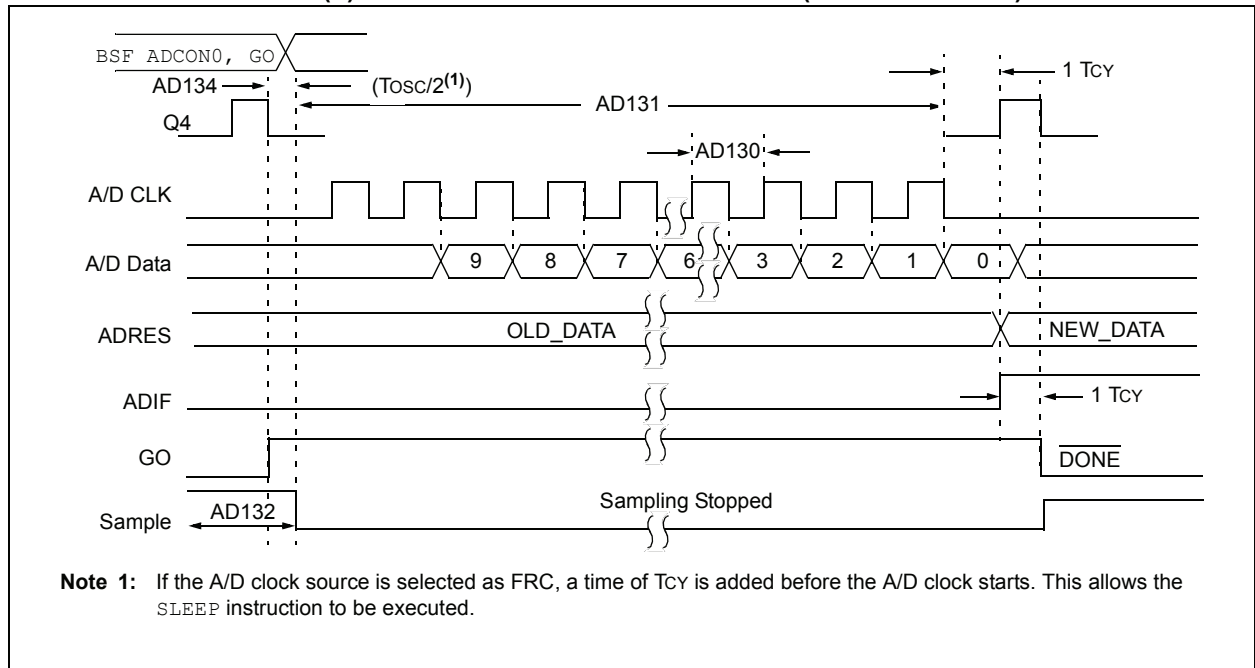 BSF ADCON0, GO
AD134 (TOSC/2(1)) 1 TCY
AD131
Q4
AD130
A/D CLK
A/D Data 9 8 7 6 3 2 1 0
ADRES OLD_DATA NEW_DATA
ADIF 1 TCY
GO DONE
Sample AD132 Sampling Stopped
Note 1: If the A/D clock source is selected as FRC, a time of TCY is added before the A/D clock starts. This allows the
SLEEP instruction to be executed.